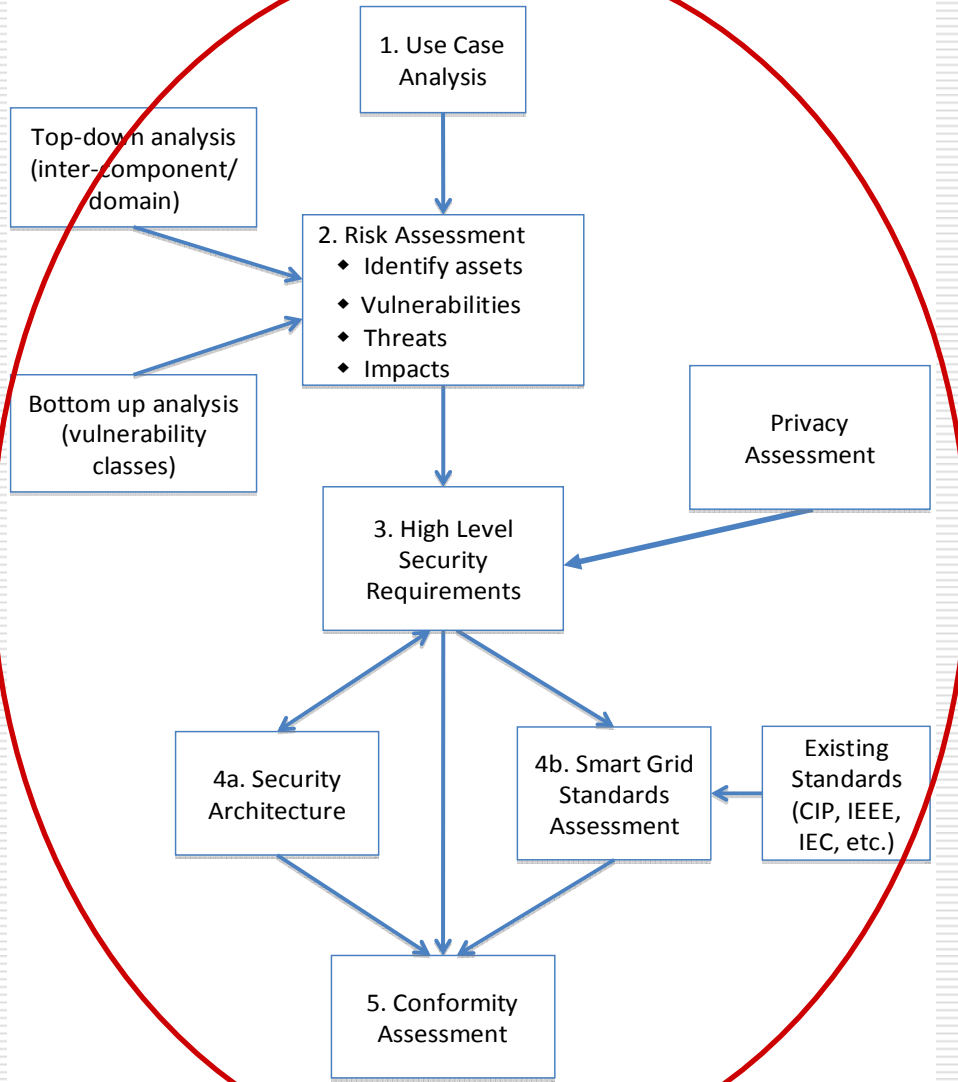 1. Use Case
Analysis
Top-down analysis
(inter-component/
domain)
2. Risk Assessment
◆ Identify assets
◆ Vulnerabilities
◆ Threats
◆ Impacts
Bottom up analysis
(vulnerability
classes)
Privacy
Assessment
3. High Level
Security
Requirements
4a. Security
Architecture
4b. Smart Grid
Standards
Assessment
Existing
Standards
(CIP, IEEE,
IEC, etc.)
5. Conformity
Assessment